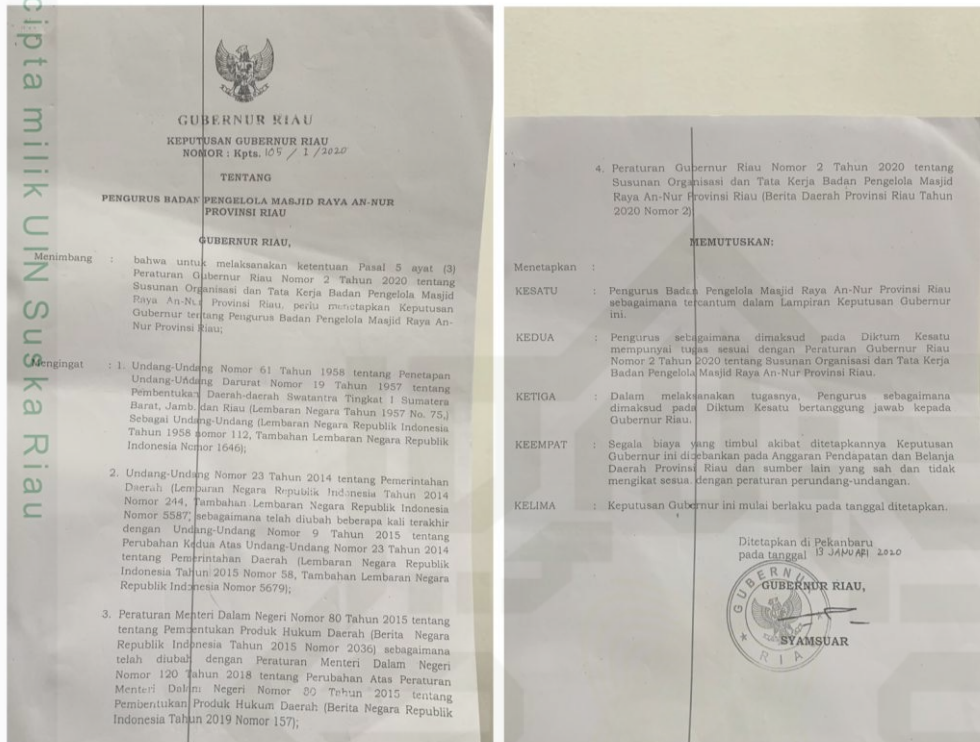 cipta milik UIN Suska Riau
GUBERNUR RIAU
KEPUTUSAN GUBERNUR RIAU
NOMOR : Kpts. 105 / 1 / 2020
TENTANG
PENGURUS BADAN PENGELOLA MASJID RAYA AN-NUR
PROVINSI RIAU
GUBERNUR RIAU,
Menimbang : bahwa untuk melaksanakan ketentuan Pasal 5 ayat (3)
Peraturan Gubernur Riau Nomor 2 Tahun 2020 tentang
Susunan Organisasi dan Tata Kerja Badan Pengelola Masjid
Raya An-Nur Provinsi Riau, perlu menetapkan Keputusan
Gubernur tentang Pengurus Badan Pengelola Masjid Raya An-
Nur Provinsi Riau;
Mengingat : 1. Undang-Undang Nomor 61 Tahun 1958 tentang Penetapan
Undang-Undang Darurat Nomor 19 Tahun 1957 tentang
Pembentukan Daerah-daerah Swatantra Tingkat I Sumatera
Barat, Jambi dan Riau (Lembaran Negara Tahun 1957 No. 75,)
Sebagai Undang-Undang (Lembaran Negara Republik Indonesia
Tahun 1958 nomor 112, Tambahan Lembaran Negara Republik
Indonesia Nomor 1646);
2. Undang-Undang Nomor 23 Tahun 2014 tentang Pemerintahan
Daerah (Lembaran Negara Republik Indonesia Tahun 2014
Nomor 244, Tambahan Lembaran Negara Republik Indonesia
Nomor 5587, sebagaimana telah diubah beberapa kali terakhir
dengan Undang-Undang Nomor 9 Tahun 2015 tentang
Perubahan Kedua Atas Undang-Undang Nomor 23 Tahun 2014
tentang Pemerintahan Daerah (Lembaran Negara Republik
Indonesia Tahun 2015 Nomor 58, Tambahan Lembaran Negara
Republik Indonesia Nomor 5679);
3. Peraturan Menteri Dalam Negeri Nomor 80 Tahun 2015 tentang
tentang Pembentukan Produk Hukum Daerah (Berita Negara
Republik Indonesia Tahun 2015 Nomor 2036) sebagaimana
telah diubah dengan Peraturan Menteri Dalam Negeri
Nomor 120 Tahun 2018 tentang Perubahan Atas Peraturan
Menteri Dalam Negeri Nomor 80 Tahun 2015 tentang
Pembentukan Produk Hukum Daerah (Berita Negara Republik
Indonesia Tahun 2019 Nomor 157);
4. Peraturan Gubernur Riau Nomor 2 Tahun 2020 tentang
Susunan Organisasi dan Tata Kerja Badan Pengelola Masjid
Raya An-Nur Provinsi Riau (Berita Daerah Provinsi Riau Tahun
2020 Nomor 2)
MEMUTUSKAN:
Menetapkan :
KESATU : Pengurus Badan Pengelola Masjid Raya An-Nur Provinsi Riau
sebagaimana tercantum dalam Lampiran Keputusan Gubernur
ini.
KEDUA : Pengurus sebagaimana dimaksud pada Diktum Kesatu
mempunyai tugas sesuai dengan Peraturan Gubernur Riau
Nomor 2 Tahun 2020 tentang Susunan Organisasi dan Tata Kerja
Badan Pengelola Masjid Raya An-Nur Provinsi Riau.
KETIGA : Dalam melaksanakan tugasnya, Pengurus sebagaimana
dimaksud pada Diktum Kesatu bertanggung jawab kepada
Gubernur Riau.
KEEMPAT : Segala biaya yang timbul akibat ditetapkannya Keputusan
Gubernur ini dibebankan pada Anggaran Pendapatan dan Belanja
Daerah Provinsi Riau dan sumber lain yang sah dan tidak
mengikat sesuai dengan peraturan perundang-undangan.
KELIMA : Keputusan Gubernur ini mulai berlaku pada tanggal ditetapkan.
Ditetapkan di Pekanbaru
pada tanggal 13 JANUARI 2020
GUBERNUR RIAU,
SYAMSUAR
GUBERNUR
RIAU